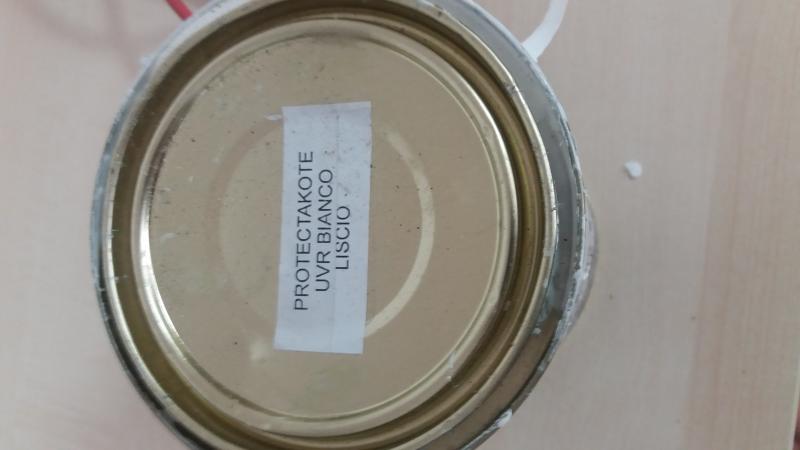 PROTECTAKOTE
UVR BIANCO
LISCIO